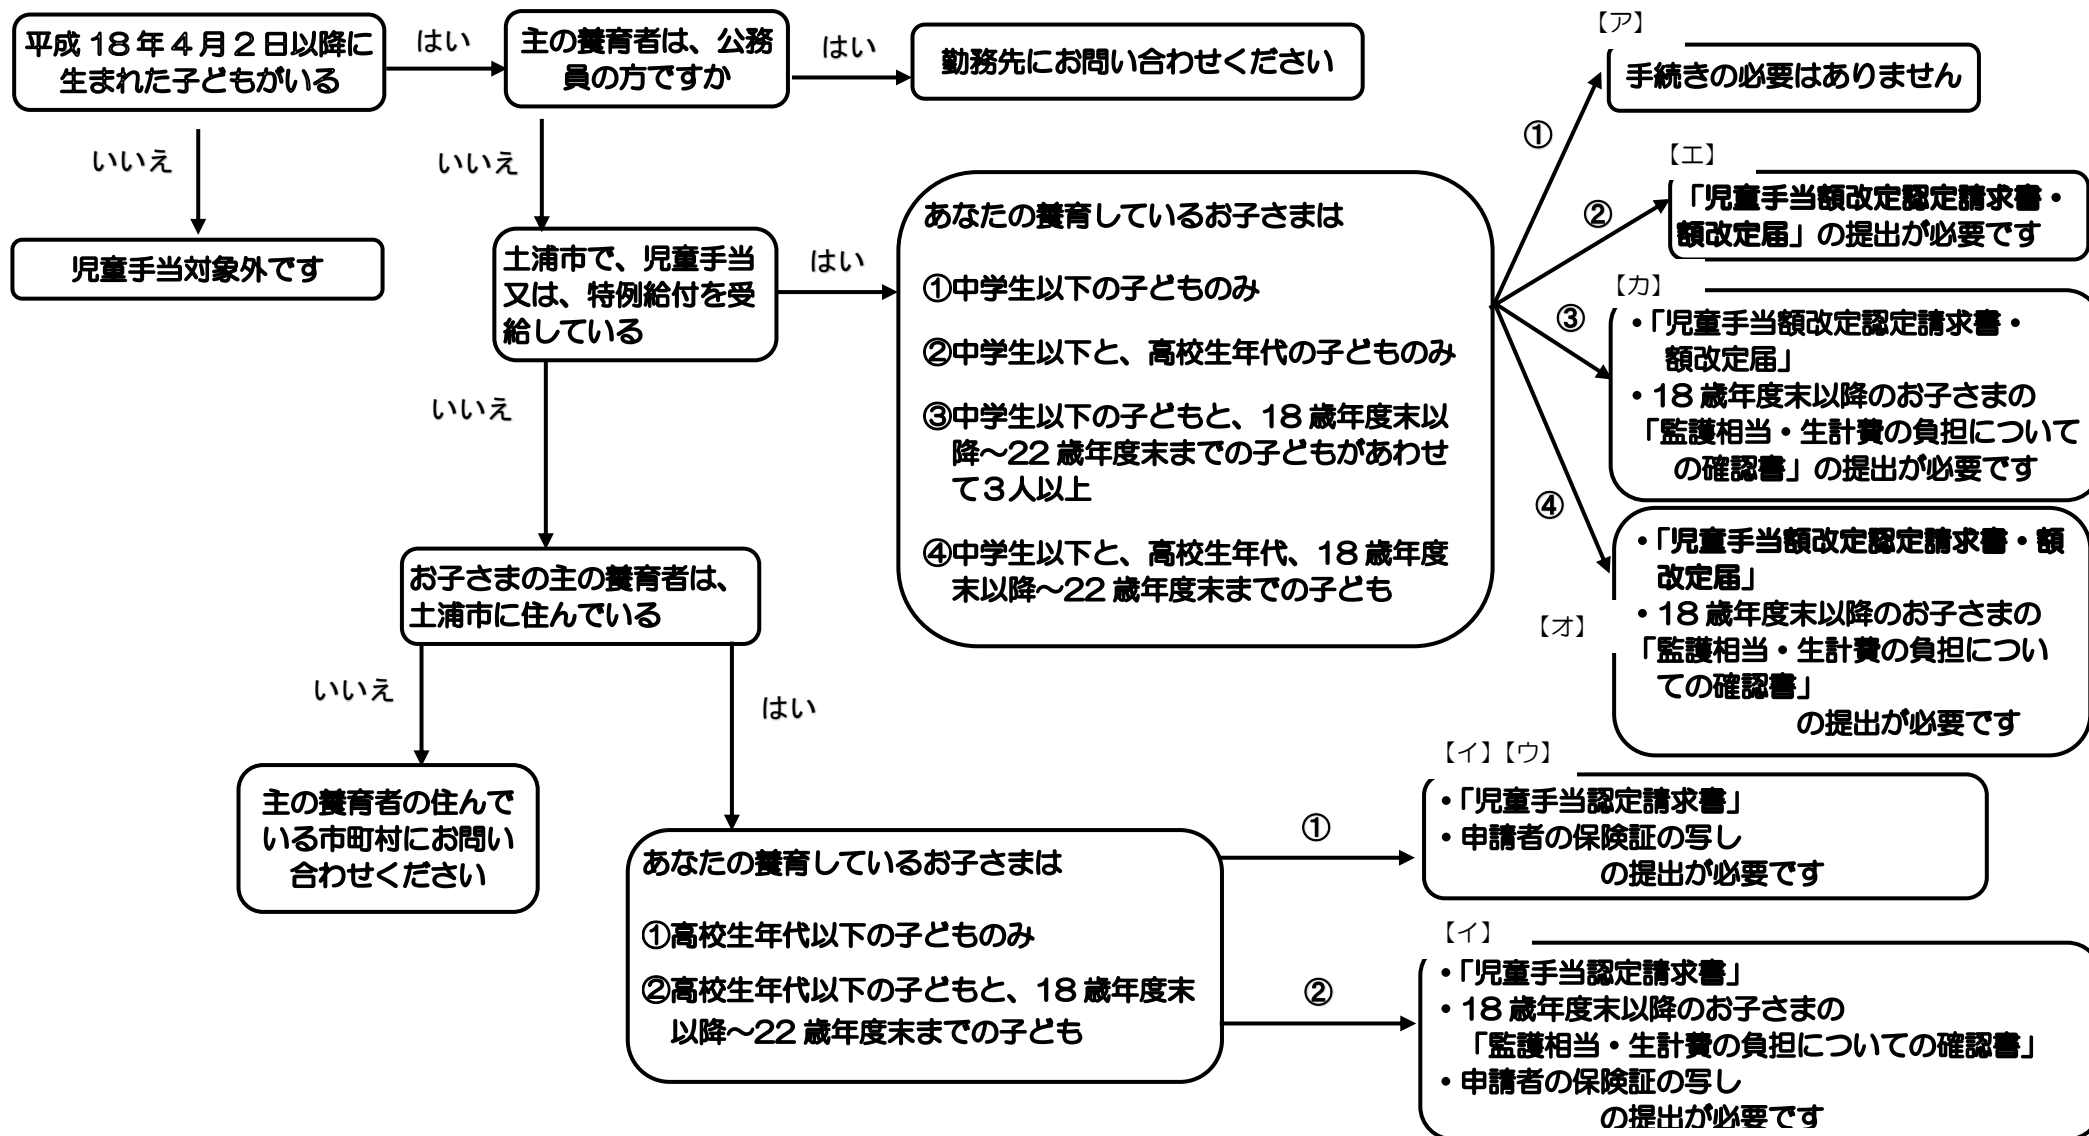 平成18年4月2日以降に
生まれた子どもがいる
はい
主の養育者は、公務
員の方ですか
はい
勤務先にお問い合わせください
いいえ
児童手当対象外です
いいえ
土浦市で、児童手当
又は、特例給付を受
給している
はい
あなたの養育しているお子さまは
①中学生以下の子どものみ
②中学生以下と、高校生年代の子どものみ
③中学生以下の子どもと、18歳年度末以
降～22歳年度末までの子どもがあわせ
て3人以上
④中学生以下と、高校生年代、18歳年度
末以降～22歳年度末までの子ども
①
【ア】
手続きの必要はありません
②
【エ】
「児童手当額改定認定請求書・
額改定届」の提出が必要です
③
【カ】
・「児童手当額改定認定請求書・
額改定届」
・18歳年度末以降のお子さまの
「監護相当・生計費の負担について
の確認書」の提出が必要です
④
【オ】
・「児童手当額改定認定請求書・額
改定届」
・18歳年度末以降のお子さまの
「監護相当・生計費の負担につい
ての確認書」
の提出が必要です
いいえ
お子さまの主の養育者は、
土浦市に住んでいる
いいえ
主の養育者の住んで
いる市町村にお問い
合わせください
はい
あなたの養育しているお子さまは
①高校生年代以下の子どものみ
②高校生年代以下の子どもと、18歳年度末
以降～22歳年度末までの子ども
①
【イ】【ウ】
・「児童手当認定請求書」
・申請者の保険証の写し
の提出が必要です
②
【イ】
・「児童手当認定請求書」
・18歳年度末以降のお子さまの
「監護相当・生計費の負担についての確認書」
・申請者の保険証の写し
の提出が必要です